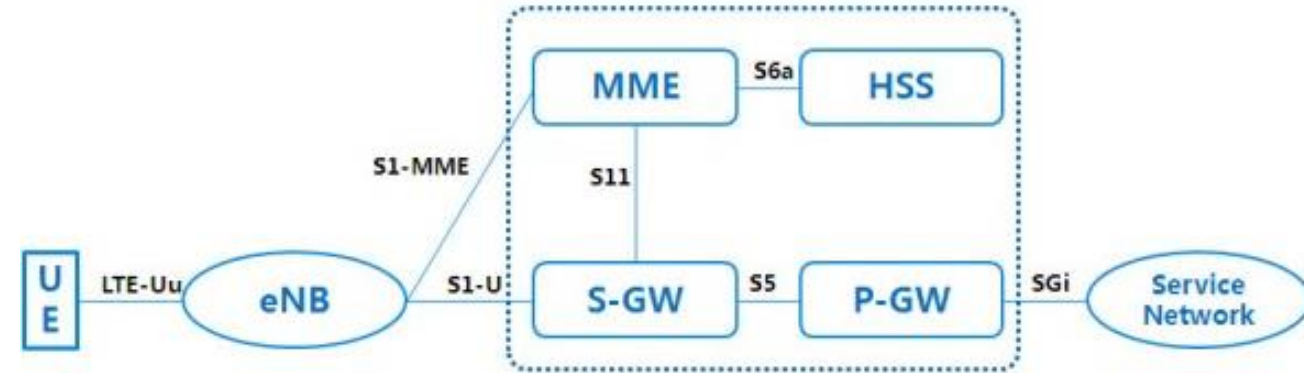 MME
S6a
HSS
S1-MME
S11
U
E
LTE-Uu
eNB
S1-U
S-GW
S5
P-GW
SGi
Service
Network